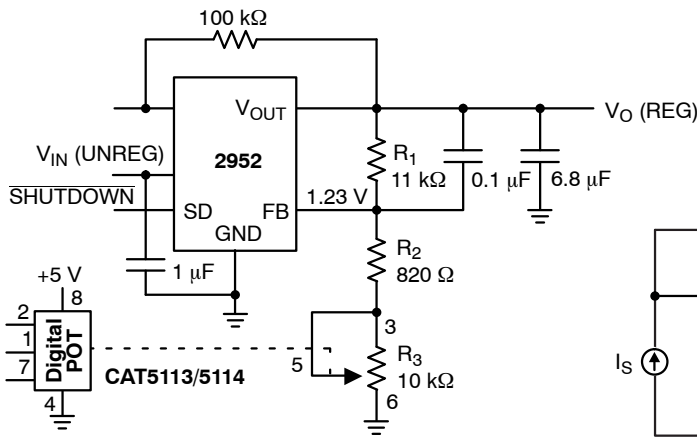 100 kΩ
V_OUT
V_O (REG)
V_IN (UNREG)
2952
R_1
11 kΩ
0.1 μF
6.8 μF
SHUTDOWN
1.23 V
SD
FB
GND
R_2
820 Ω
1 μF
+5 V
8
2
1
7
4
Digital
POT
CAT5113/5114
3
5
R_3
10 kΩ
6
I_S